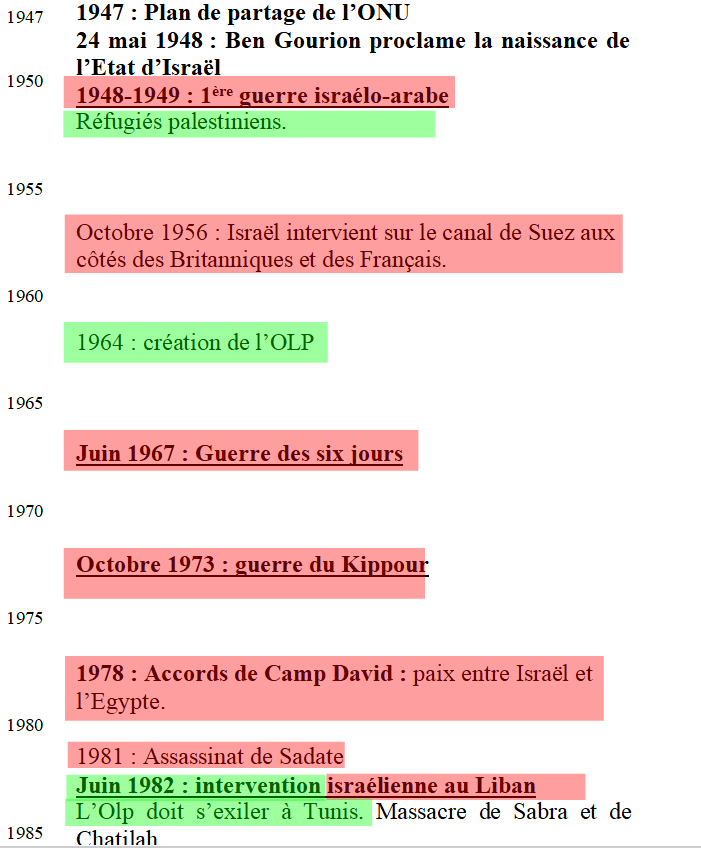 1947
1947 : Plan de partage de l’ONU
24 mai 1948 : Ben Gourion proclame la naissance de
l’Etat d’Israël
1950
1948-1949 : 1ère guerre israélo-arabe
Réfugiés palestiniens.
1955
Octobre 1956 : Israël intervient sur le canal de Suez aux
côtés des Britanniques et des Français.
1960
1964 : création de l’OLP
1965
Juin 1967 : Guerre des six jours
1970
Octobre 1973 : guerre du Kippour
1975
1978 : Accords de Camp David : paix entre Israël et
l’Egypte.
1980
1981 : Assassinat de Sadate
Juin 1982 : intervention israélienne au Liban
L’Olp doit s’exiler à Tunis. Massacre de Sabra et de
1985
Chatilah